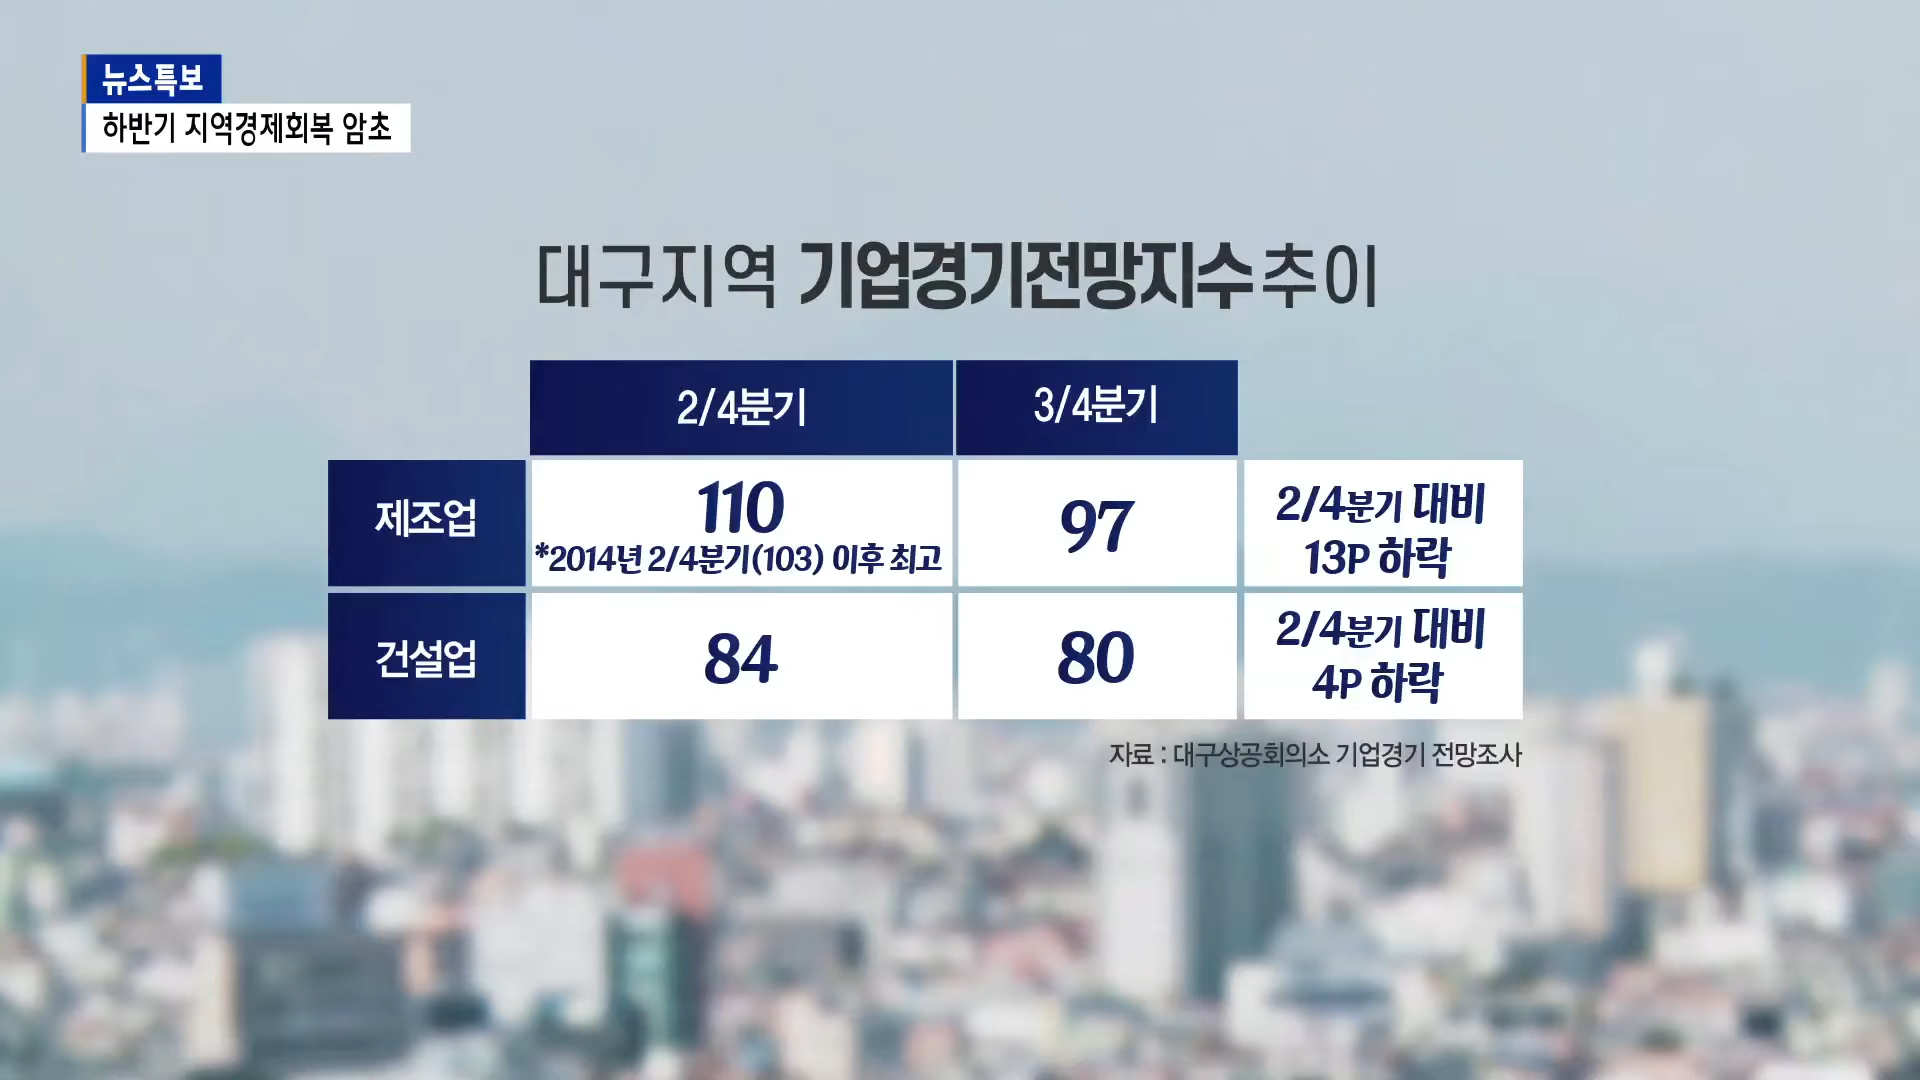 뉴스특보
하반기 지역경제회복 암초
대구지역 기업경기전망지수 추이
2/4분기
3/4분기
제조업
110
*2014년 2/4분기(103) 이후 최고
97
2/4분기 대비
13P 하락
건설업
84
80
2/4분기 대비
4P 하락
자료 : 대구상공회의소 기업경기 전망조사